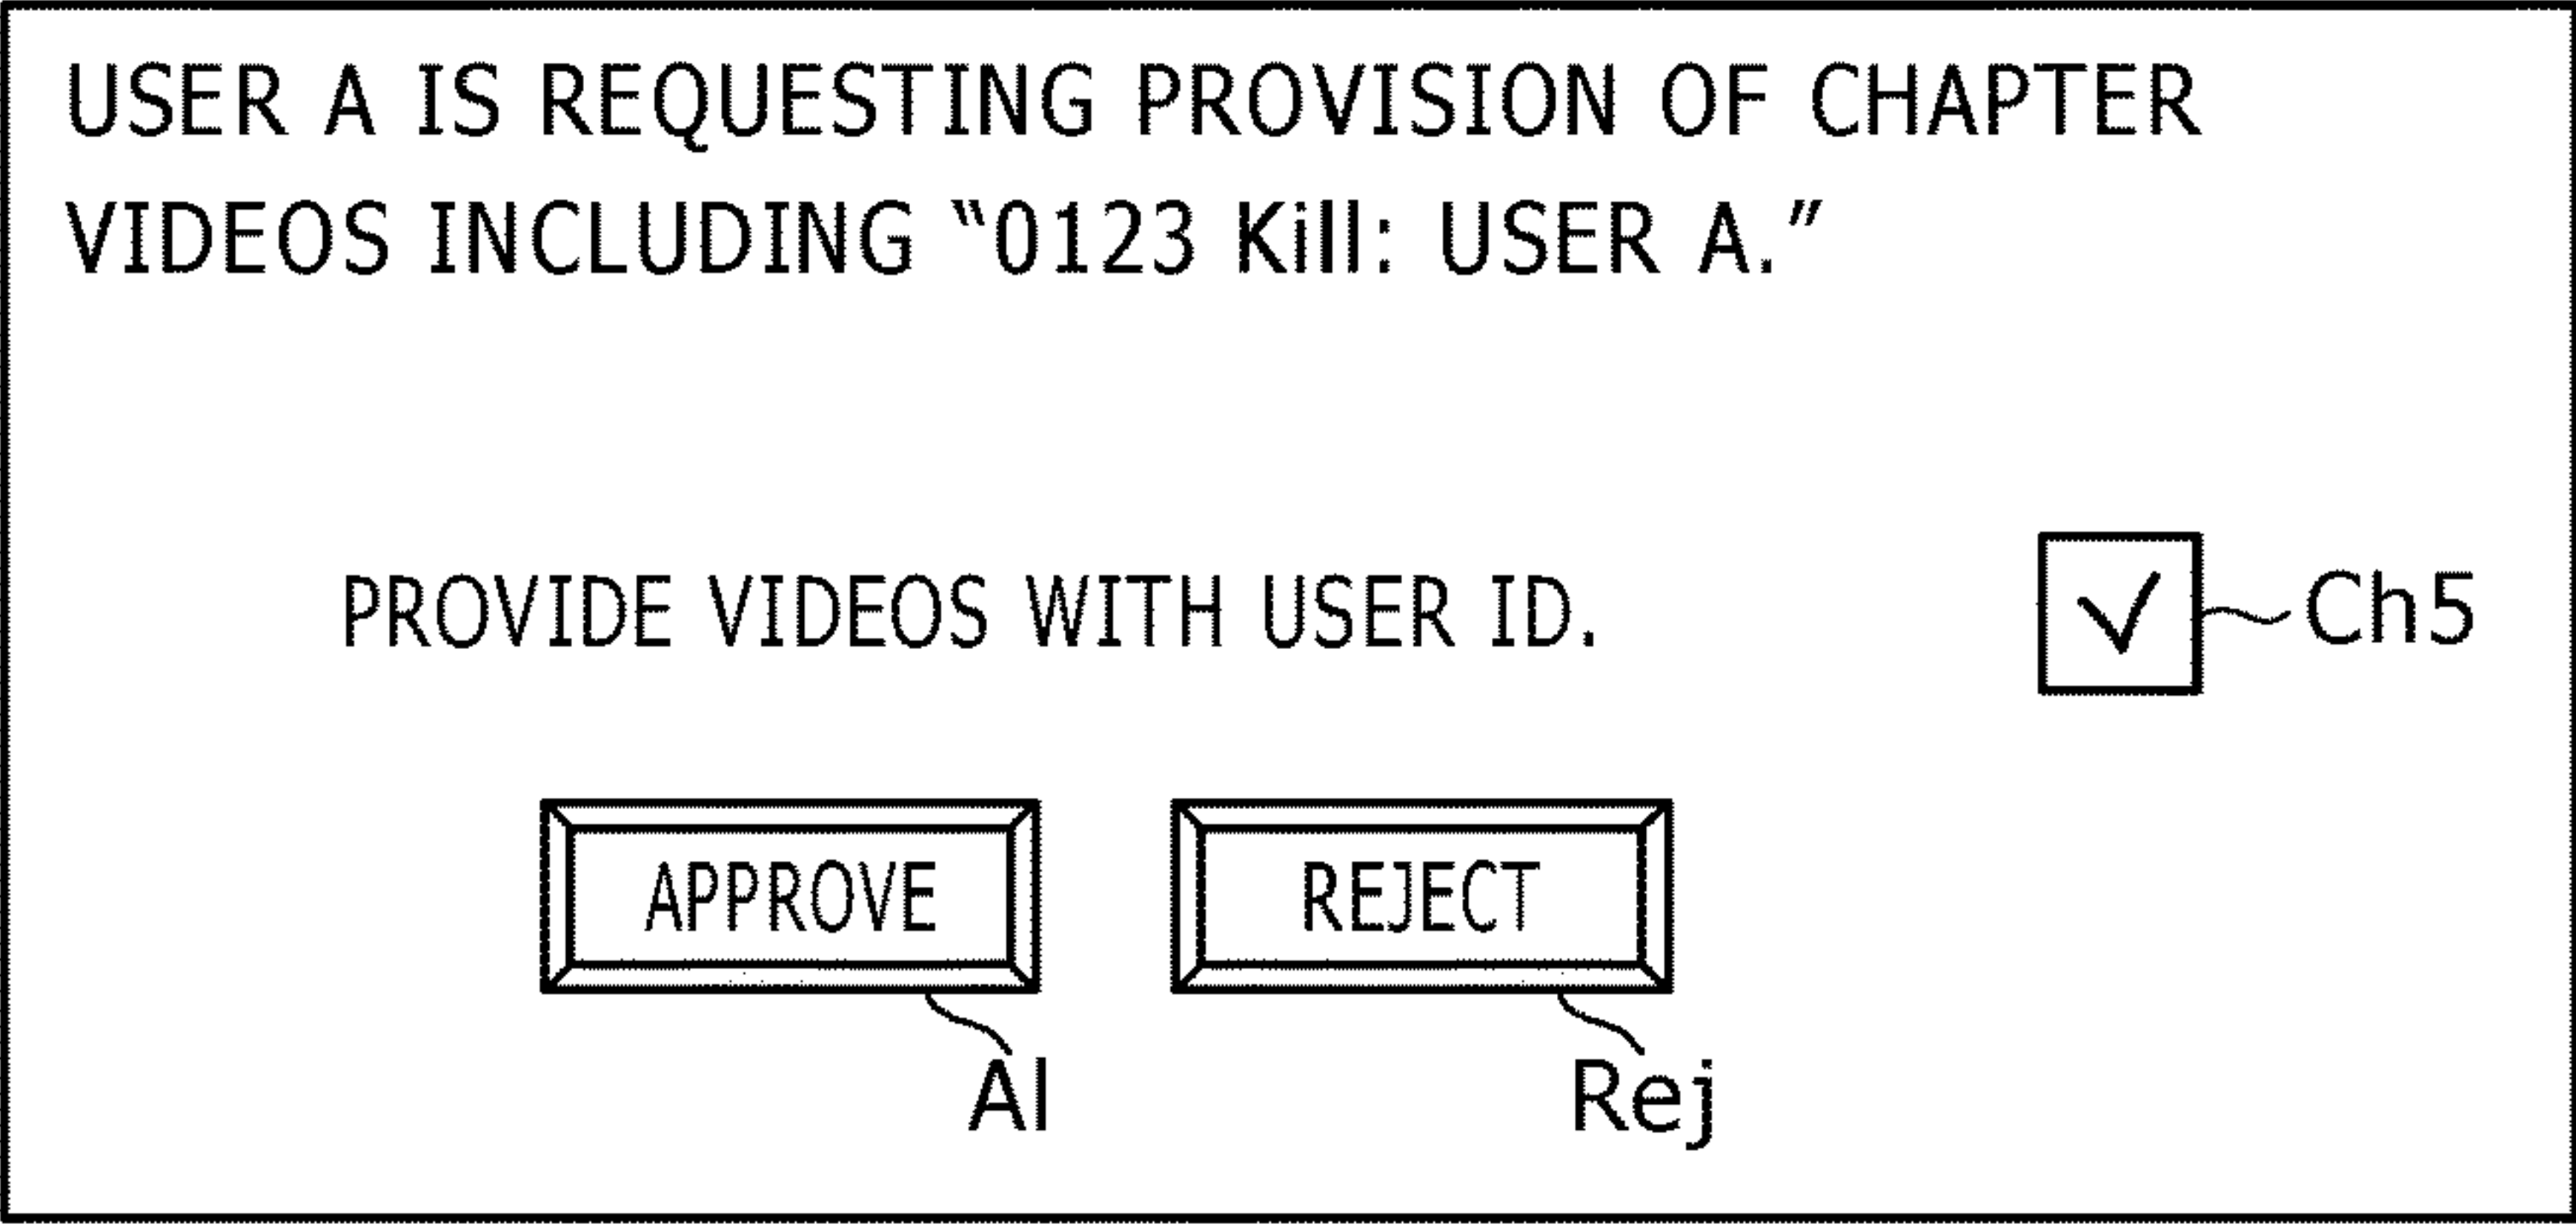 USER A IS REQUESTING PROVISION OF CHAPTER
VIDEOS INCLUDING “0123 Kill: USER A.”
PROVIDE VIDEOS WITH USER ID.
Ch5
APPROVE
REJECT
Al
Rej